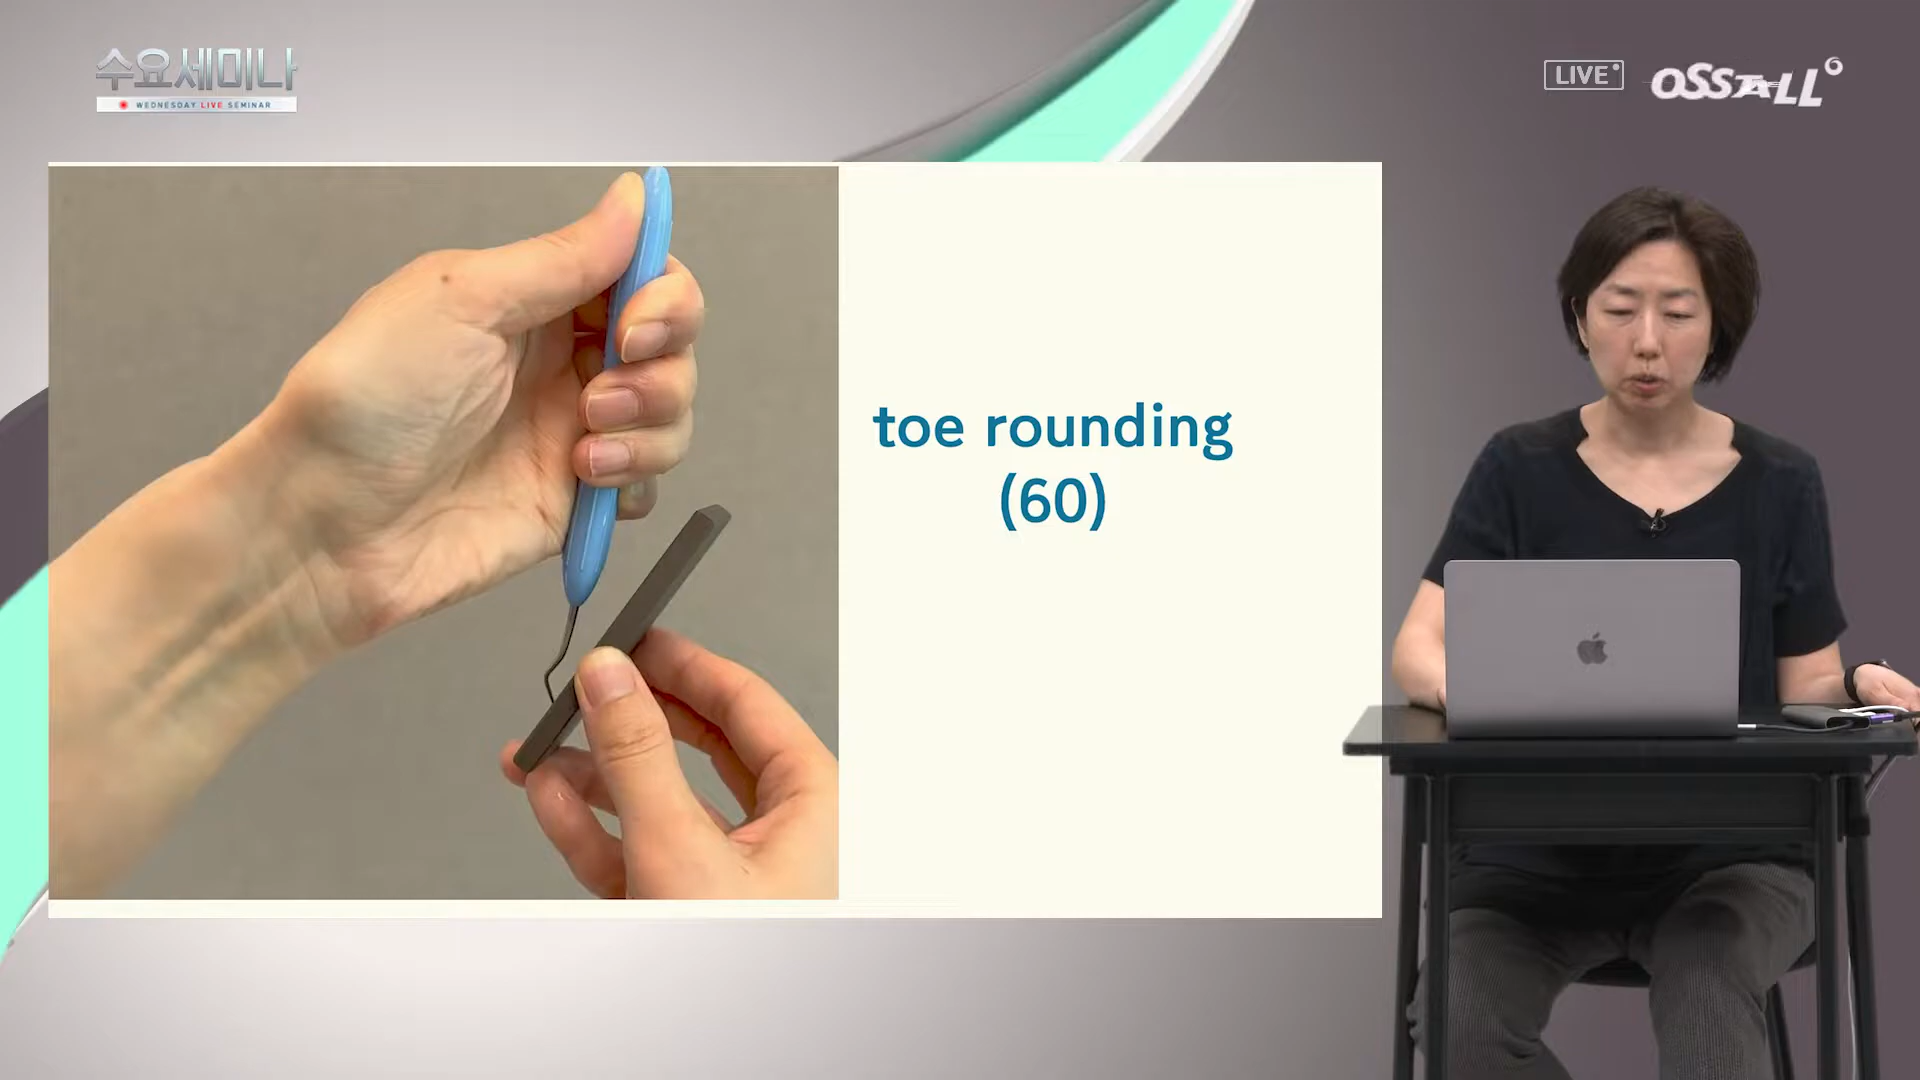 수요세미나
WEDNESDAY LIVE SEMINAR
LIVE
OSSTALL
toe rounding
(60)